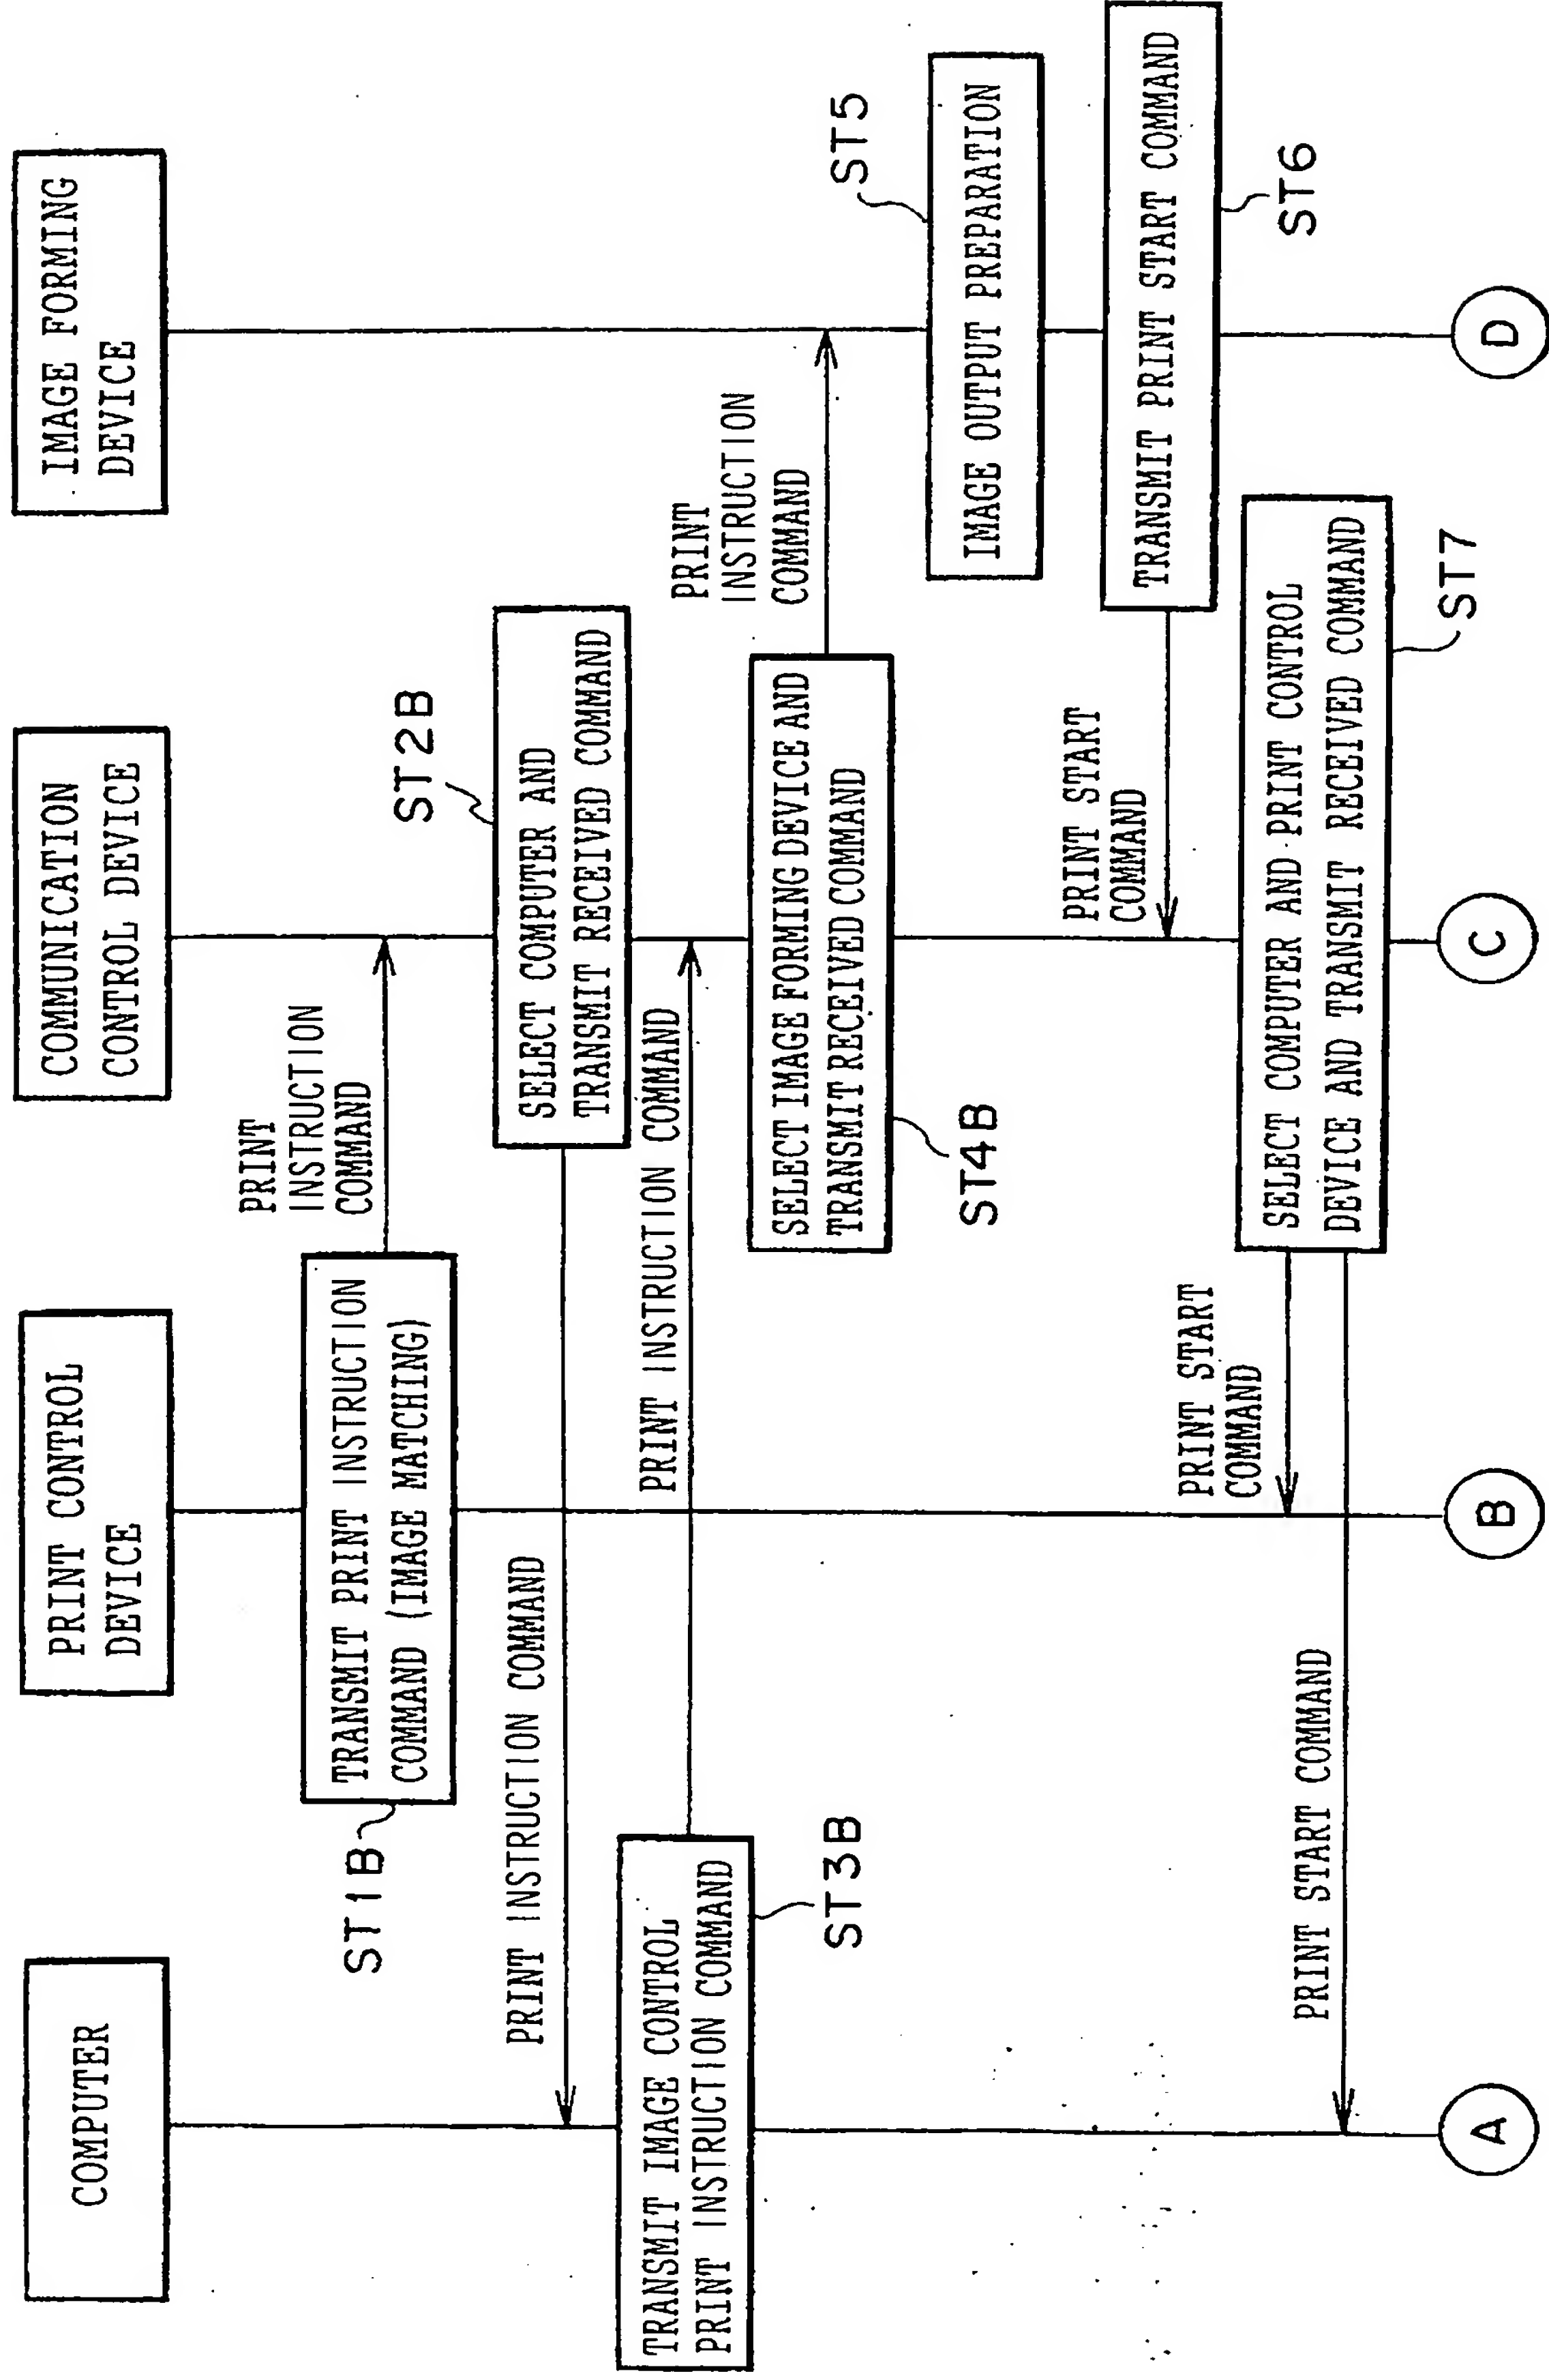 COMPUTER
PRINT CONTROL
DEVICE
COMMUNICATION
CONTROL DEVICE
IMAGE FORMING
DEVICE
ST1B
TRANSMIT PRINT INSTRUCTION
COMMAND (IMAGE MATCHING)
PRINT
INSTRUCTION
COMMAND
ST2B
SELECT COMPUTER AND
TRANSMIT RECEIVED COMMAND
PRINT INSTRUCTION COMMAND
TRANSMIT IMAGE CONTROL
PRINT INSTRUCTION COMMAND
ST3B
PRINT INSTRUCTION COMMAND
SELECT IMAGE FORMING DEVICE AND
TRANSMIT RECEIVED COMMAND
ST4B
PRINT
INSTRUCTION
COMMAND
ST5
IMAGE OUTPUT PREPARATION
TRANSMIT PRINT START COMMAND
ST6
PRINT START
COMMAND
SELECT COMPUTER AND PRINT CONTROL
DEVICE AND TRANSMIT RECEIVED COMMAND
ST7
PRINT START
COMMAND
PRINT START COMMAND
A
B
C
D